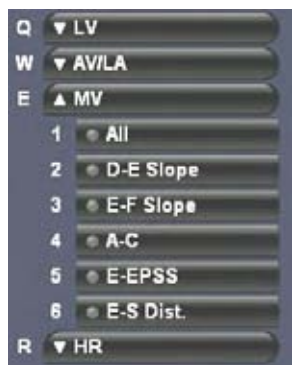 Q ▼ LV
W ▼ AV/LA
E ▲ MV
1 All
2 D-E Slope
3 E-F Slope
4 A-C
5 E-EPSS
6 E-S Dist.
R ▼ HR